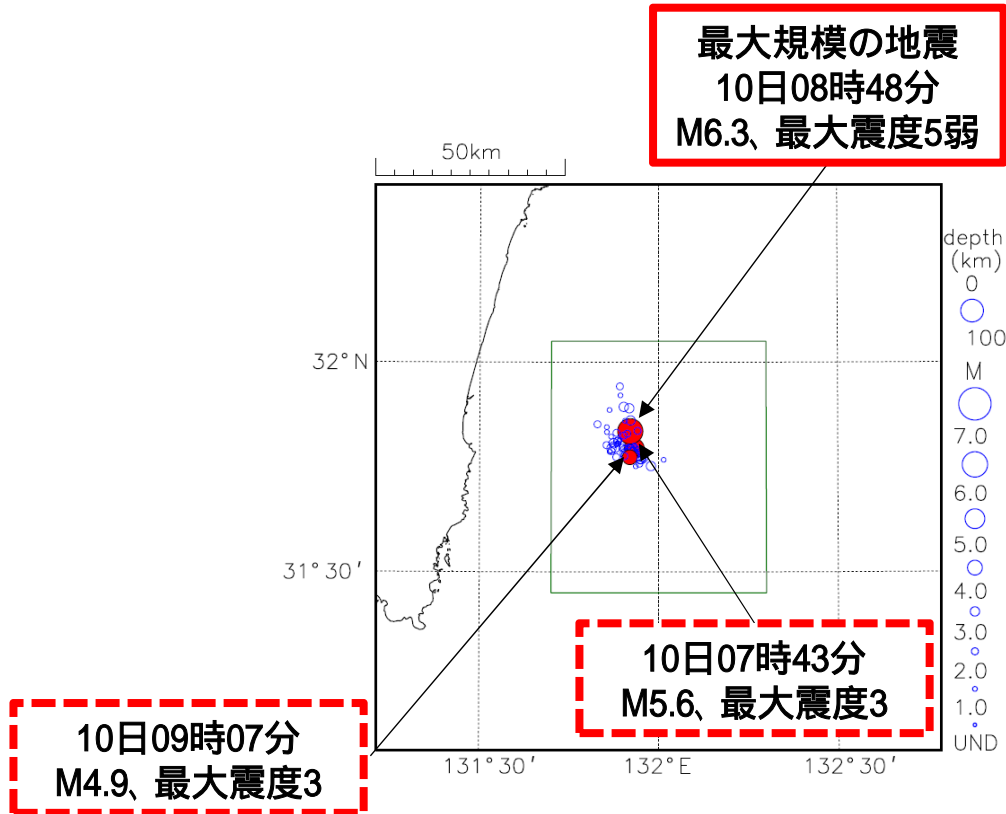 最大規模の地震
10日08時48分
M6.3、最大震度5弱
50km
depth
(km)
0
100
M
7.0
6.0
5.0
4.0
3.0
2.0
1.0
UND
32°N
31°30′
131°30′
132°E
132°30′
10日07時43分
M5.6、最大震度3
10日09時07分
M4.9、最大震度3